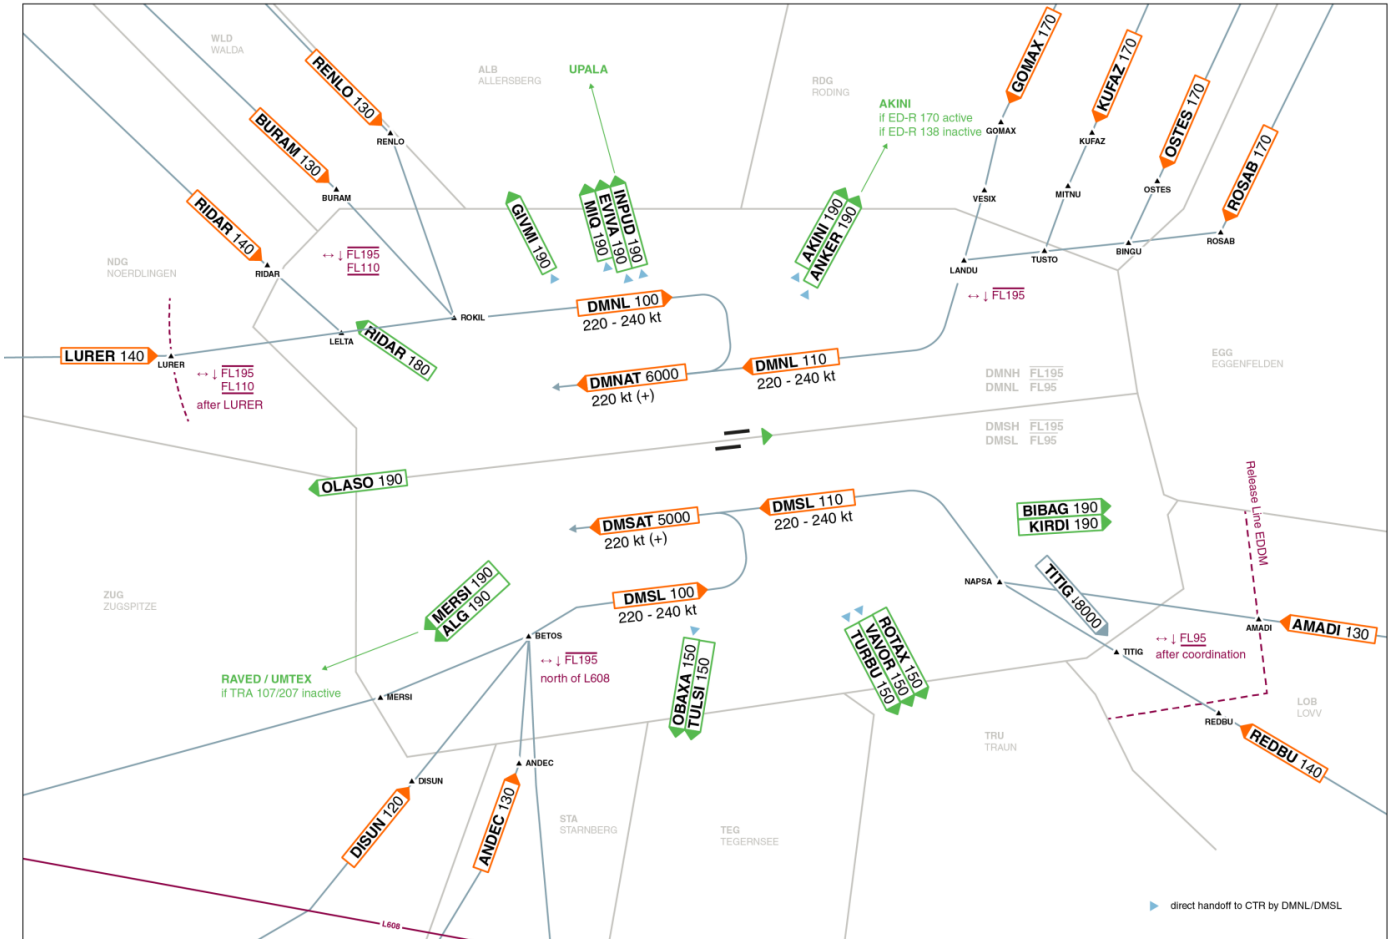 WLD
WALDA
RENLO 130
ALB
ALLERSBERG
UPALA
RDG
RODING
GOMAX 170
KUFAZ 170
OSTES 170
ROSAB 170
AKINI
if ED-R 170 active
if ED-R 138 inactive
RENLO
BURAM 130
GOMAX
KUFAZ
BURAM
VESIX
MITNU
OSTES
RIDAR 140
GIVMI 190
MIQ 190
EVIVA 190
INPUD 190
AKINI 190
ANKER 190
NDG
NOERDLINGEN
RIDAR
↔↓ FL195
FL110
ROSAB
BINGU
TUSTO
LANDU
↔↓ FL195
DMNL 100
220 - 240 kt
ROKIL
LELTA
RIDAR 180
LURER 140
LURER
↔↓ FL195
FL110
after LURER
DMNAT 6000
220 kt (+)
DMNL 110
220 - 240 kt
EGG
EGGENFELDEN
DMNH FL195
DMNL FL95
DMSH FL195
DMSL FL95
OLASO 190
DMSL 110
220 - 240 kt
DMSAT 5000
220 kt (+)
BIBAG 190
KIRDI 190
Release Line EDDM
MERSI 190
ALG 190
NAPSA
TITIG ↓8000
ZUG
ZUGSPITZE
DMSL 100
220 - 240 kt
AMADI
AMADI 130
BETOS
↔↓ FL195
north of L608
OBAXA 150
TULSI 150
TURBU 150
VAVOR 150
ROTAX 150
TITIG
↔↓ FL95
after coordination
RAVED / UMTEX
if TRA 107/207 inactive
MERSI
LOB
LOVV
REDBU
REDBU 140
TRU
TRAUN
DISUN
ANDEC
DISUN 120
ANDEC 130
STA
STARNBERG
TEG
TEGERNSEE
L608
direct handoff to CTR by DMNL/DMSL